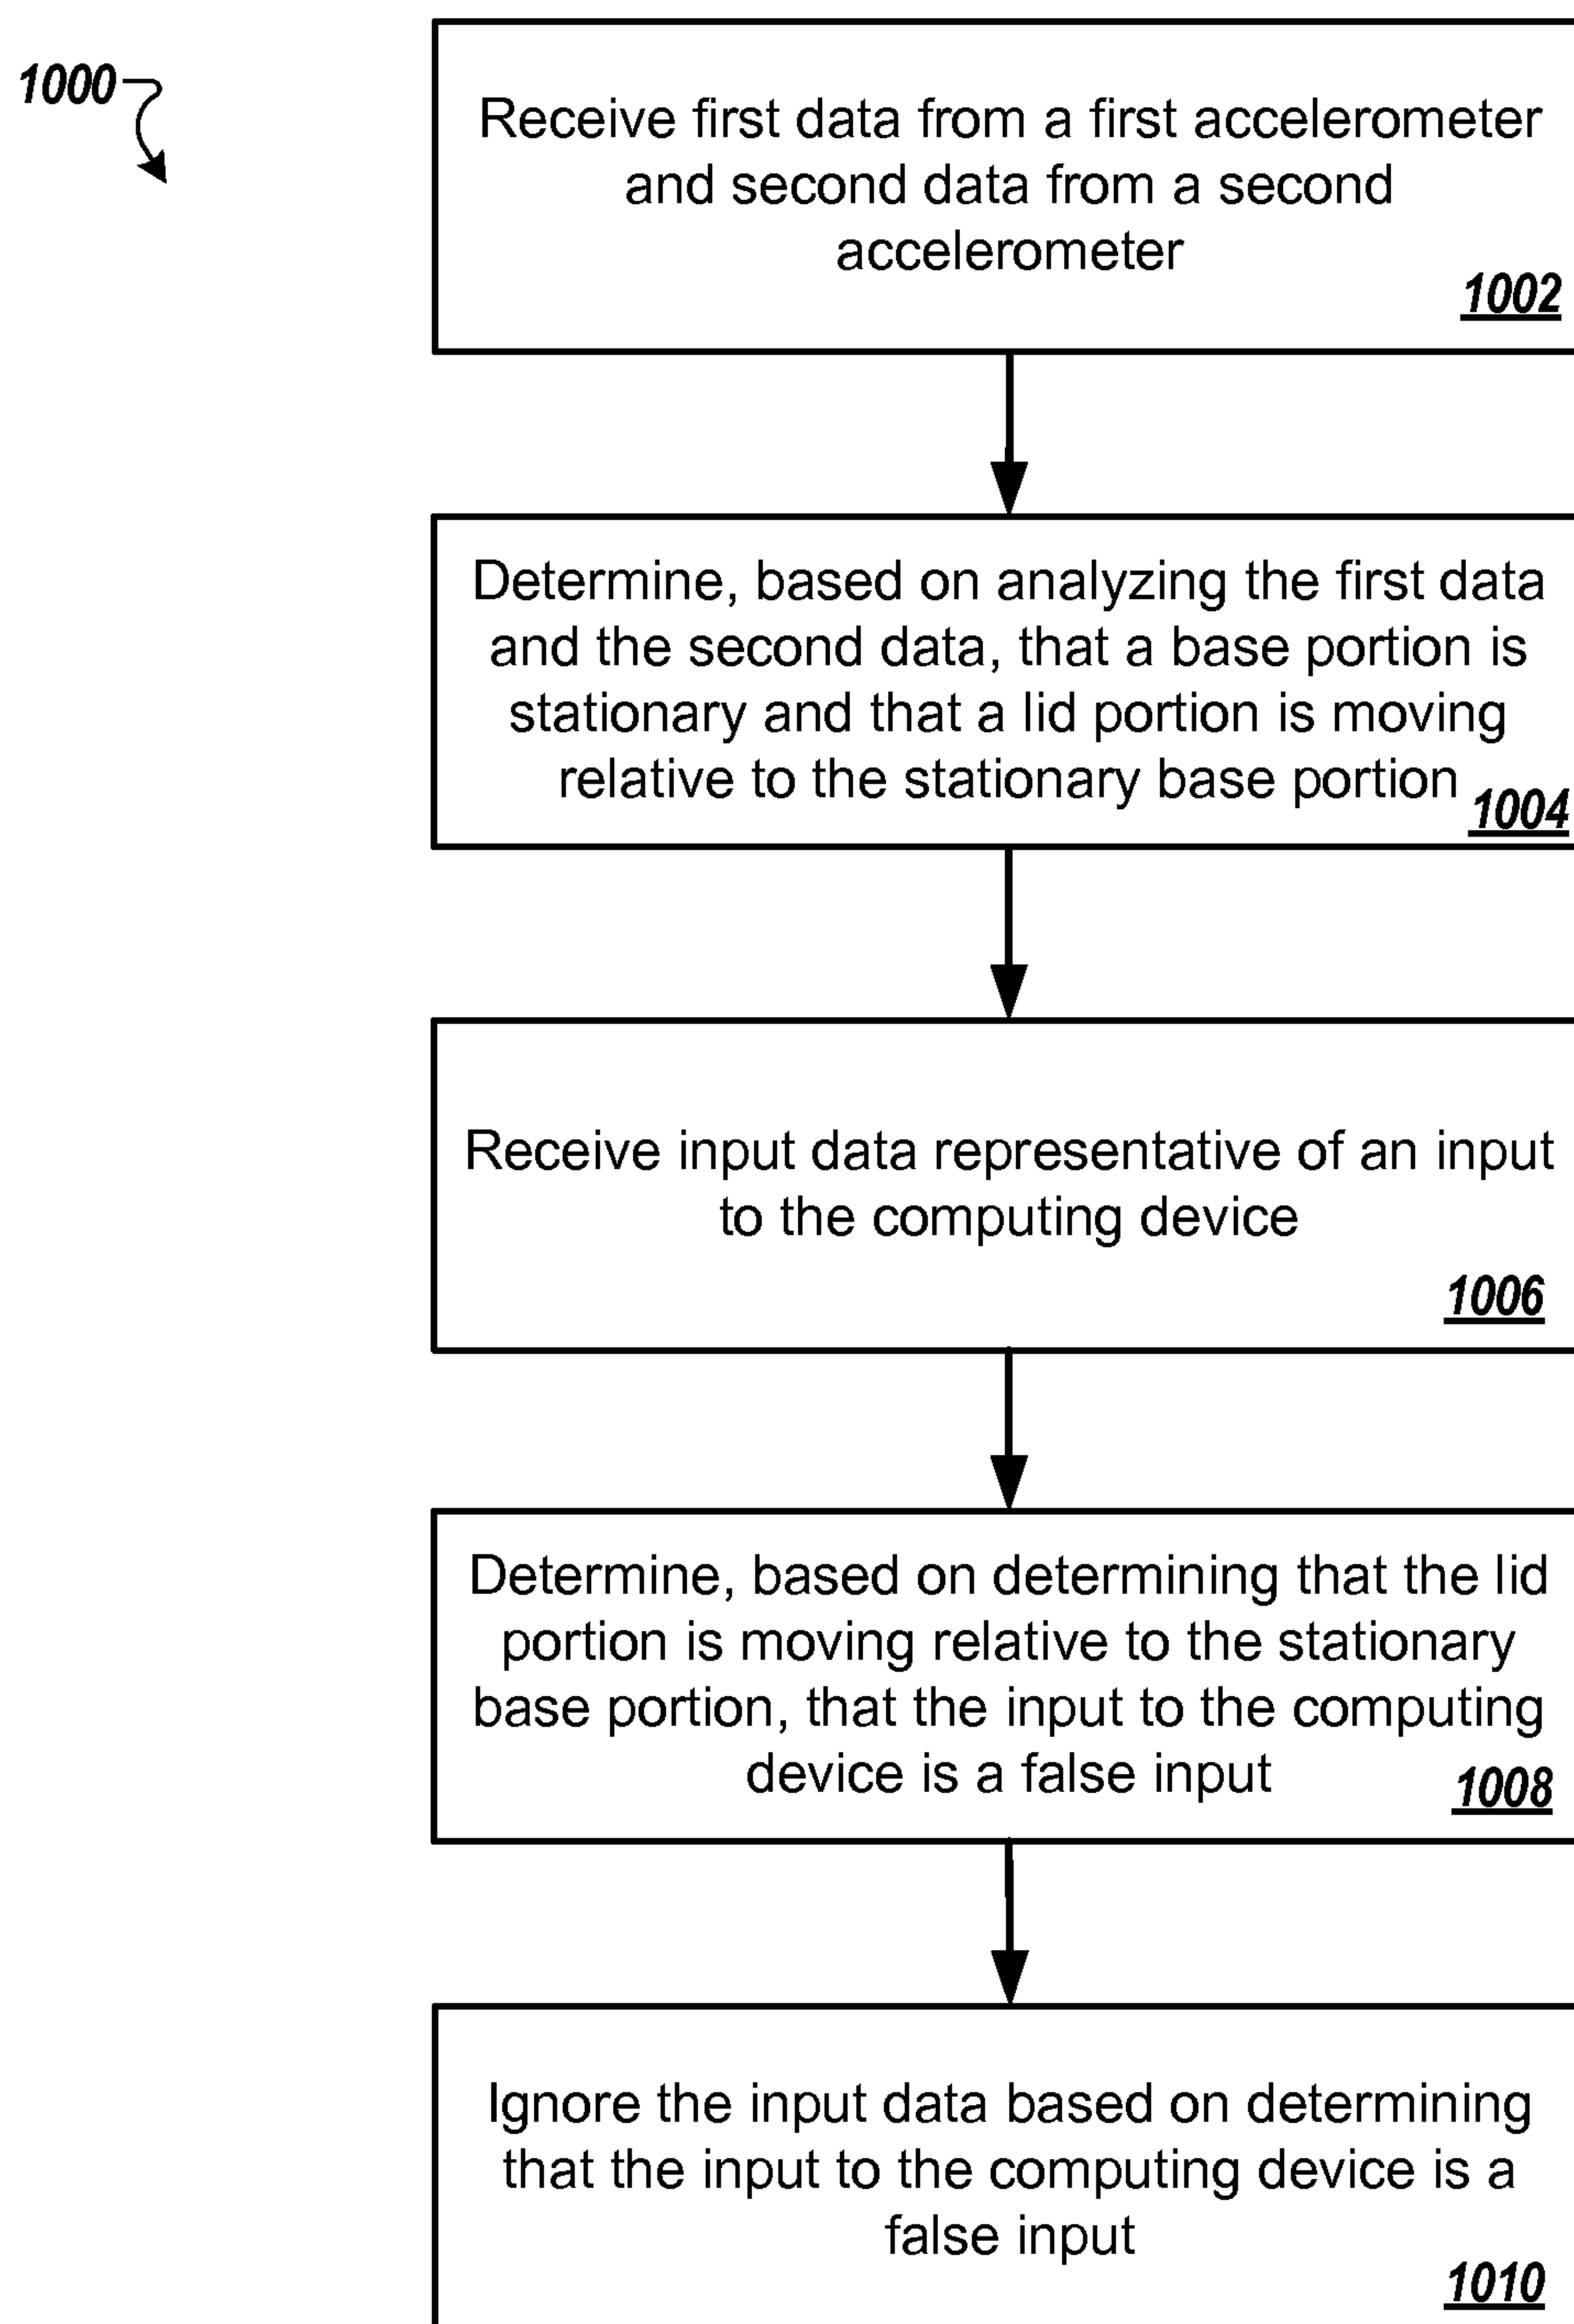 1000
Receive first data from a first accelerometer
and second data from a second
accelerometer
1002
Determine, based on analyzing the first data
and the second data, that a base portion is
stationary and that a lid portion is moving
relative to the stationary base portion
1004
Receive input data representative of an input
to the computing device
1006
Determine, based on determining that the lid
portion is moving relative to the stationary
base portion, that the input to the computing
device is a false input
1008
Ignore the input data based on determining
that the input to the computing device is a
false input
1010